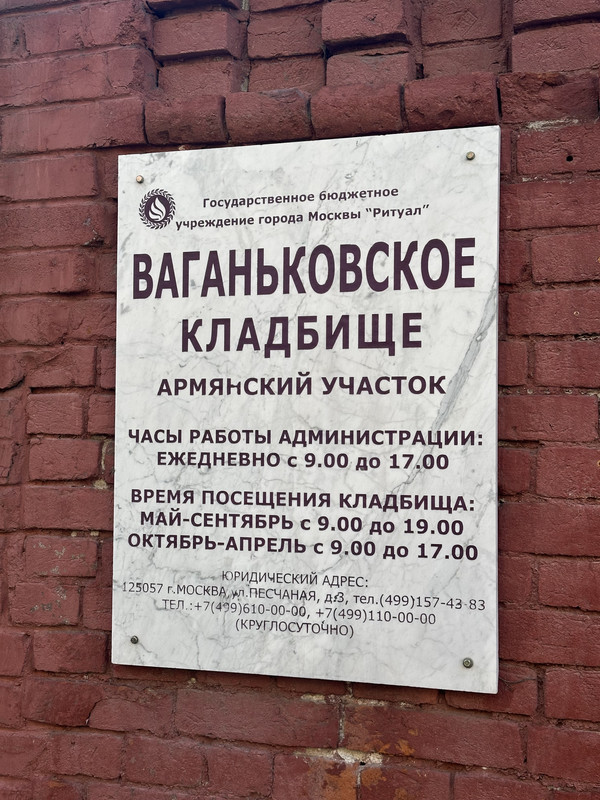 Государственное бюджетное
учреждение города Москвы "Ритуал"
ВАГАНЬКОВСКОЕ
КЛАДБИЩЕ
АРМЯНСКИЙ УЧАСТОК
ЧАСЫ РАБОТЫ АДМИНИСТРАЦИИ:
ЕЖЕДНЕВНО с 9.00 до 17.00
ВРЕМЯ ПОСЕЩЕНИЯ КЛАДБИЩА:
МАЙ-СЕНТЯБРЬ с 9.00 до 19.00
ОКТЯБРЬ-АПРЕЛЬ с 9.00 до 17.00
ЮРИДИЧЕСКИЙ АДРЕС:
125057 г.МОСКВА, ул.ПЕСЧАНАЯ, д.3, тел.(499)157-43-83
ТЕЛ.:+7(499)610-00-00, +7(499)110-00-00
(КРУГЛОСУТОЧНО)